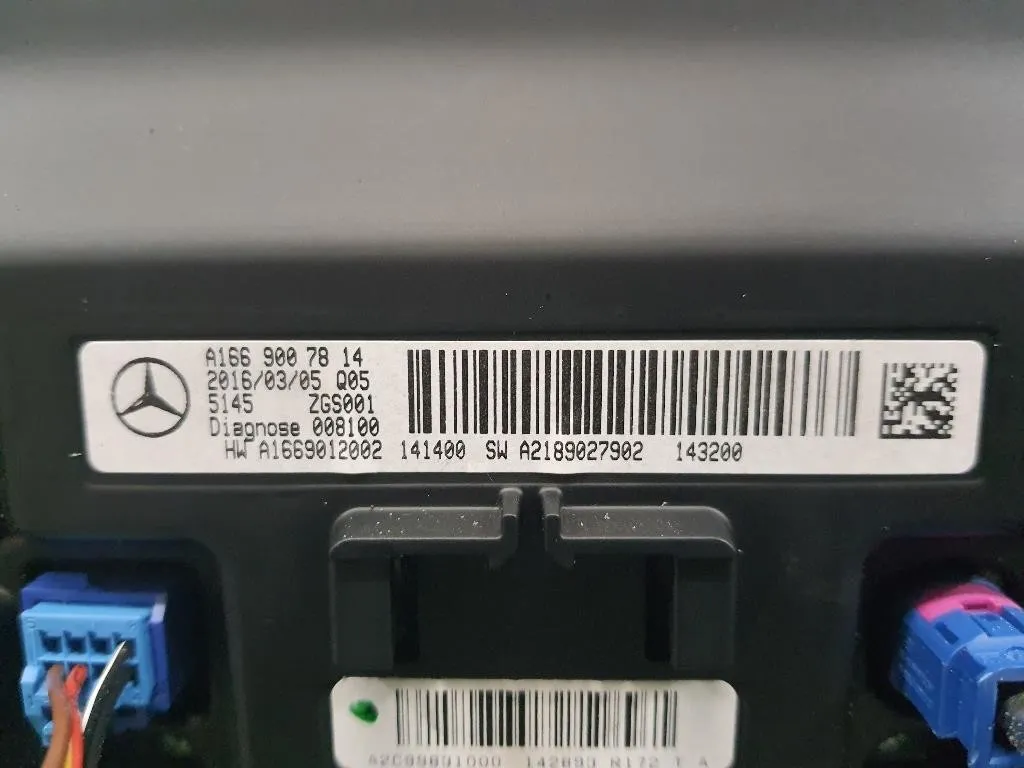 A166 900 78 14
2016/03/05 Q05
5145 ZGS001
Diagnose 008100
HW A1669012002 141400 SW A2189027902 143200